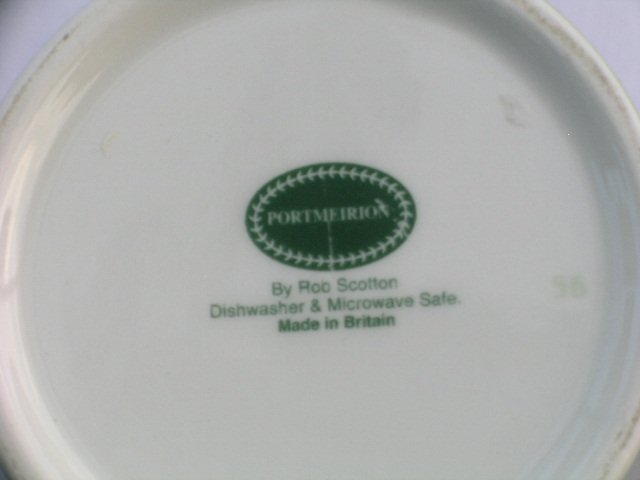 PORTMEIRION
By Rob Scotton
Dishwasher & Microwave Safe.
Made in Britain